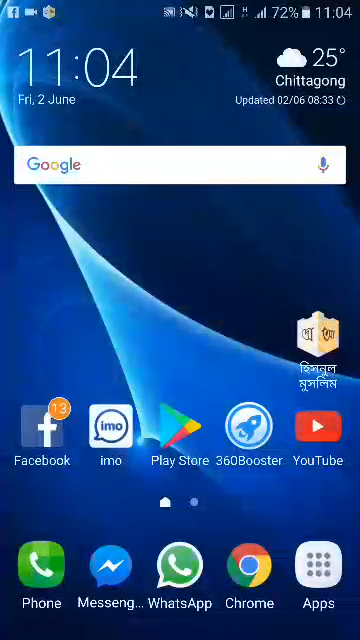 72% 11:04
11:04
25°
Chittagong
Fri, 2 June
Updated 02/06 08:33
Google
হিসনুল
মুসলিম
13
imo
Facebook
imo
Play Store
360Booster
YouTube
Phone
Messeng...
WhatsApp
Chrome
Apps